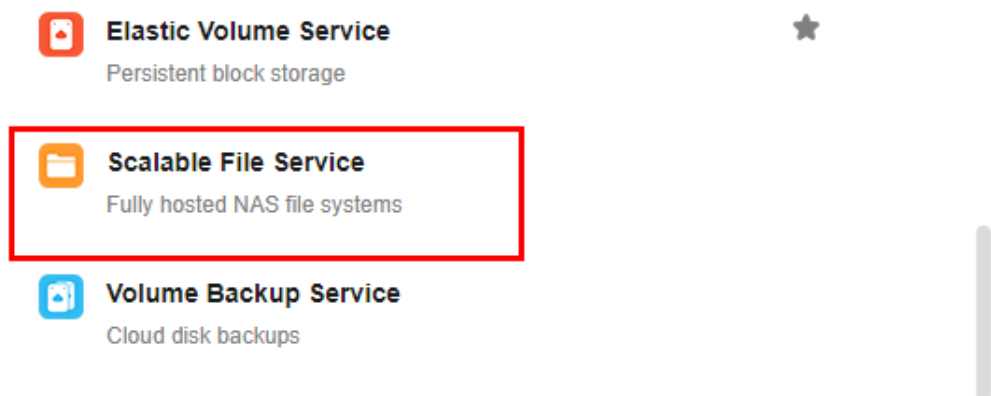 Elastic Volume Service
Persistent block storage
Scalable File Service
Fully hosted NAS file systems
Volume Backup Service
Cloud disk backups